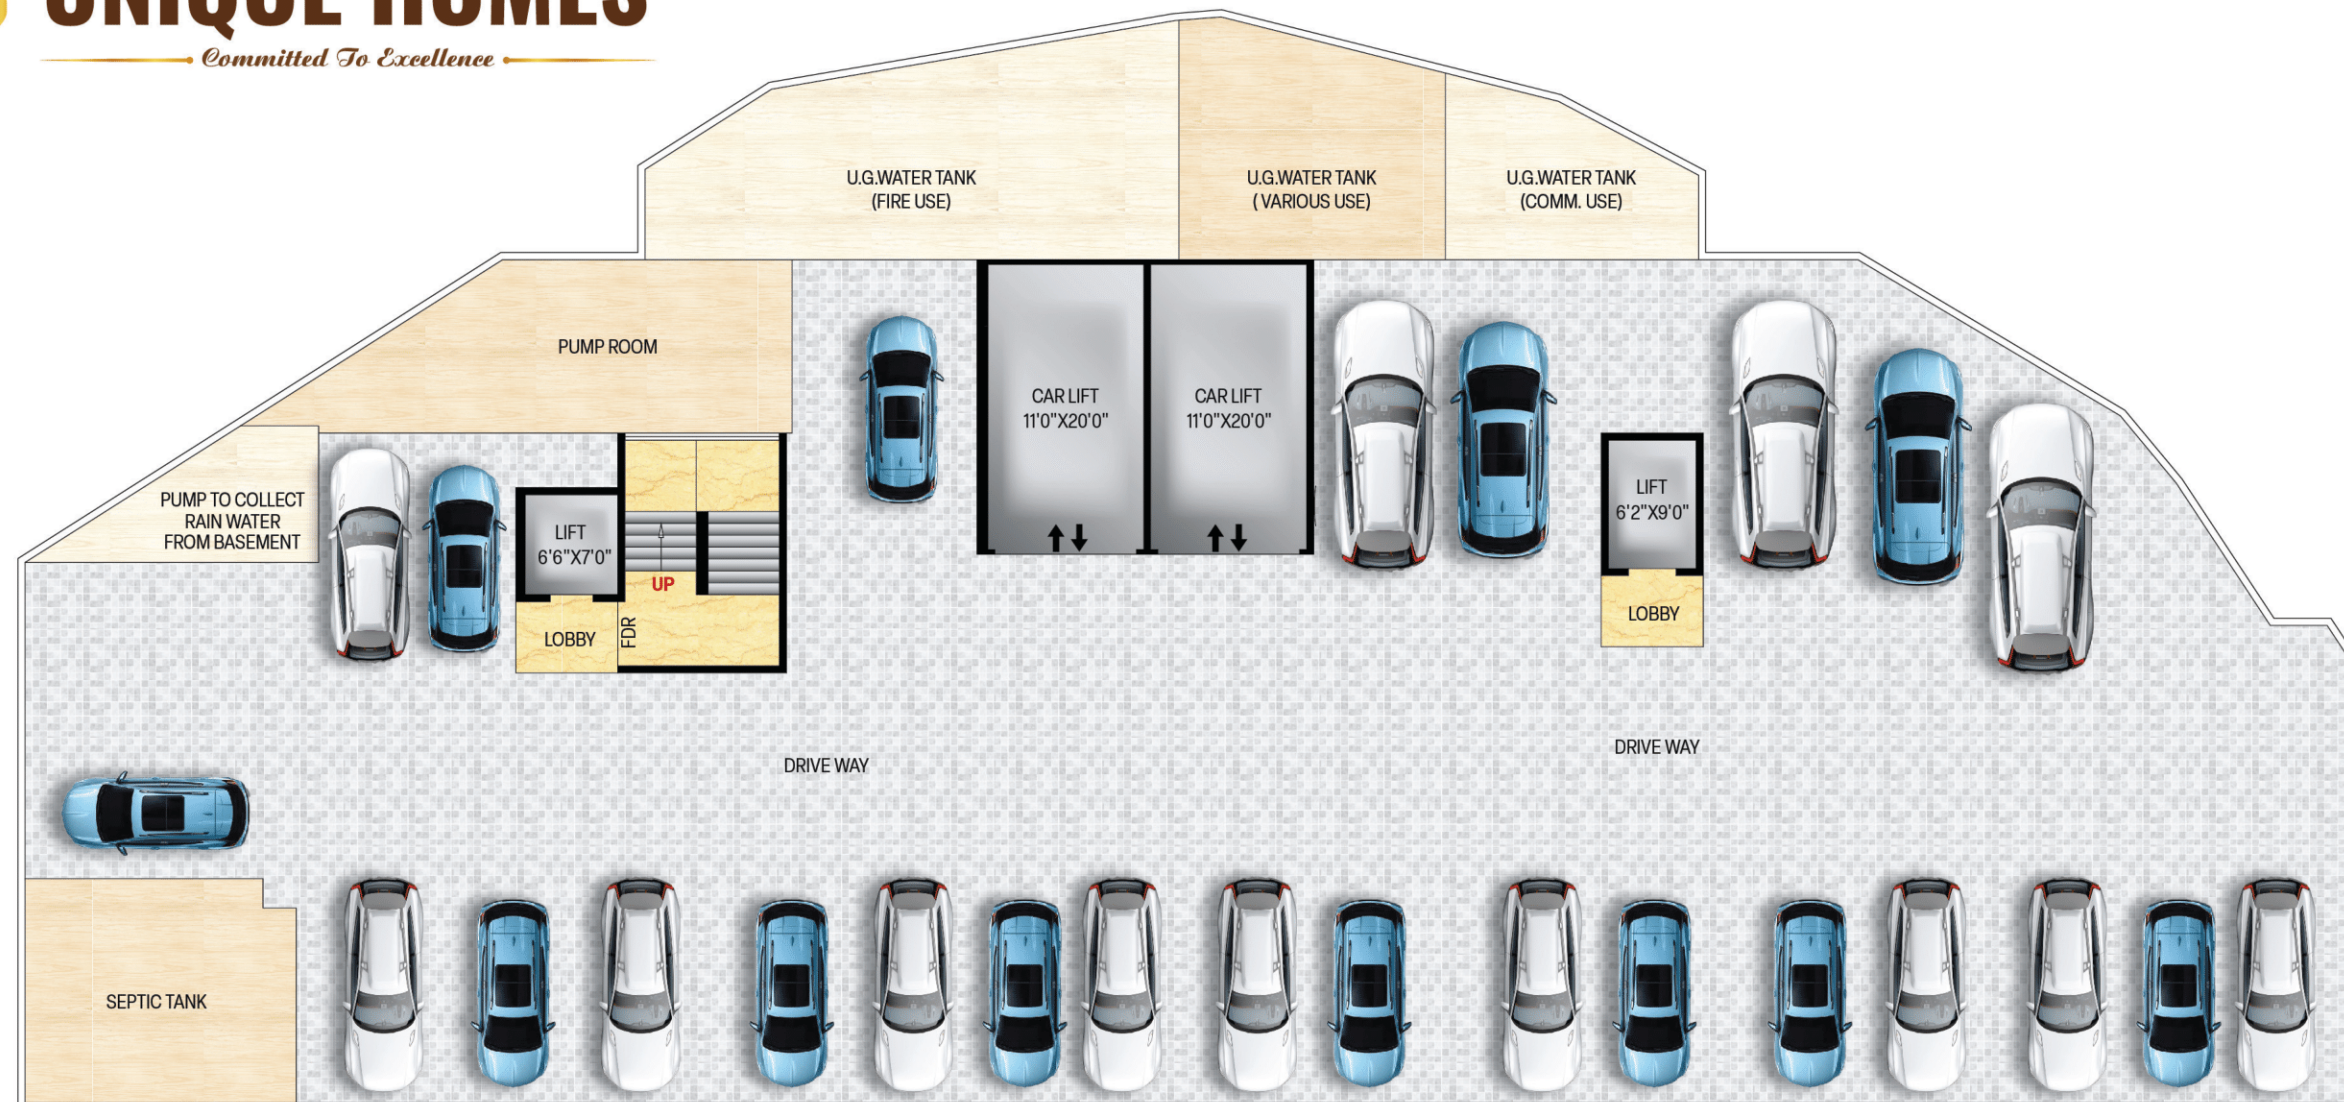 UNIQUE HOMES
Committed To Excellence
U.G.WATER TANK
(FIRE USE)
U.G.WATER TANK
( VARIOUS USE)
U.G.WATER TANK
(COMM. USE)
PUMP ROOM
CAR LIFT
11'0"X20'0"
CAR LIFT
11'0"X20'0"
PUMP TO COLLECT
RAIN WATER
FROM BASEMENT
LIFT
6'6"X7'0"
UP
LOBBY
FDR
LIFT
6'2"X9'0"
LOBBY
DRIVE WAY
DRIVE WAY
SEPTIC TANK